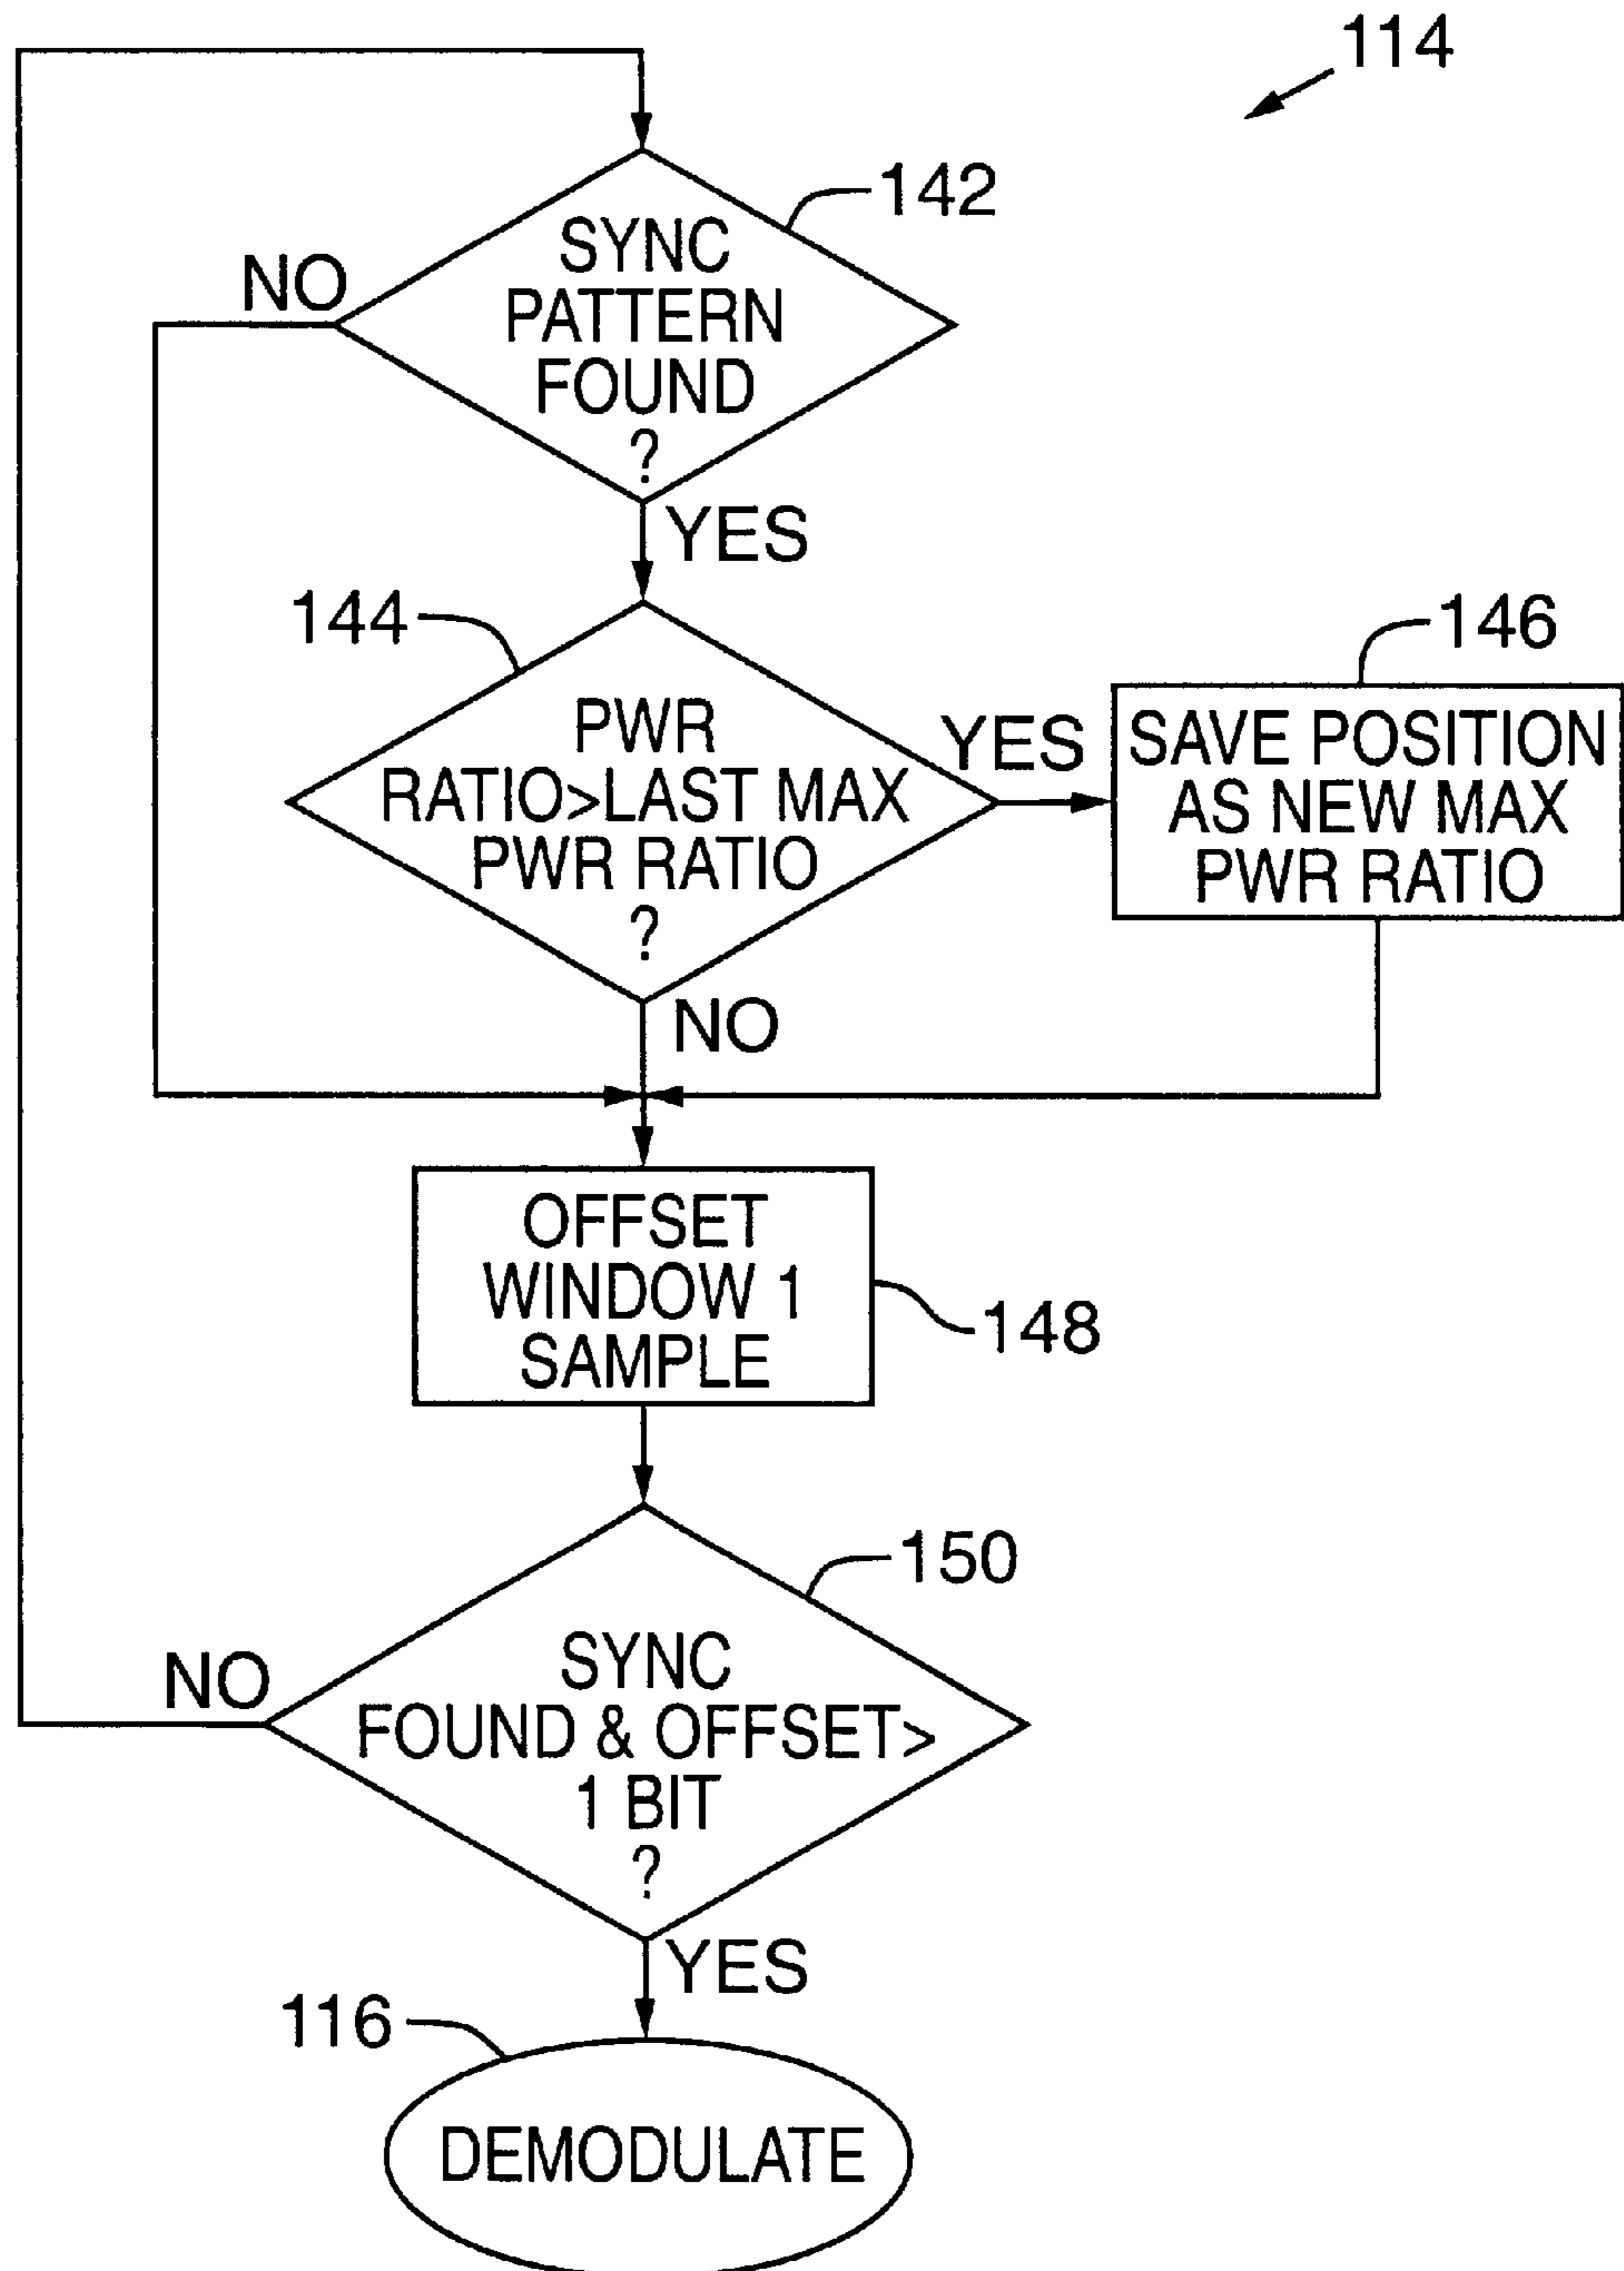 114
142
SYNC
PATTERN
FOUND
?
NO
YES
144
PWR
RATIO>LAST MAX
PWR RATIO
?
YES
146
SAVE POSITION
AS NEW MAX
PWR RATIO
NO
OFFSET
WINDOW 1
SAMPLE
148
150
SYNC
FOUND & OFFSET>
1 BIT
?
NO
YES
116
DEMODULATE